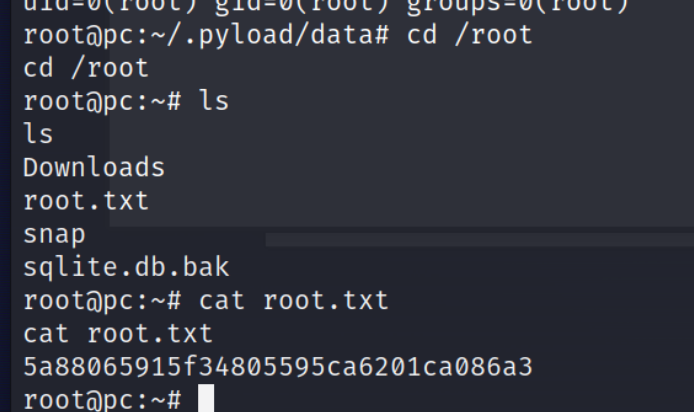 uid=0(root) gid=0(root) groups=0(root)
root@pc:~/.pyload/data# cd /root
cd /root
root@pc:~# ls
ls
Downloads
root.txt
snap
sqlite.db.bak
root@pc:~# cat root.txt
cat root.txt
5a88065915f34805595ca6201ca086a3
root@pc:~#